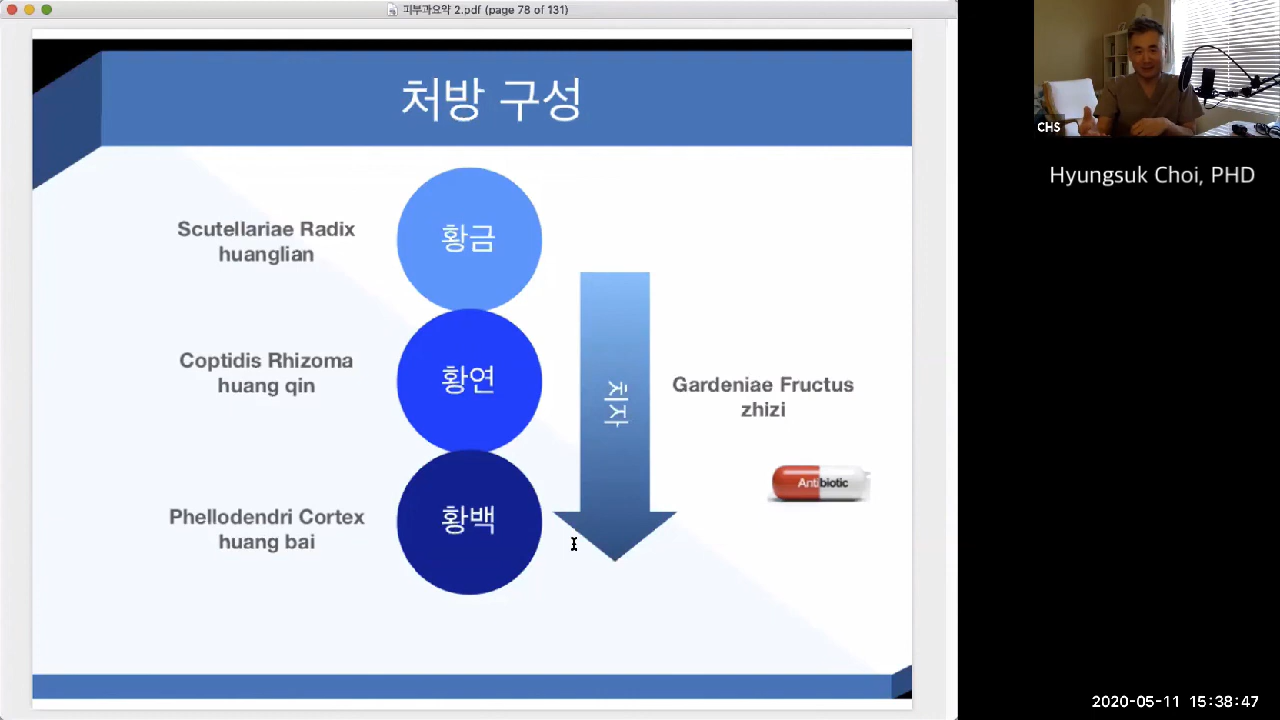 피부과요약 2.pdf (page 78 of 131)
처방 구성
Scutellariae Radix
huanglian
황금
Coptidis Rhizoma
huang qin
황연
Phellodendri Cortex
huang bai
황백
치자
Gardeniae Fructus
zhizi
Antibiotic
CHS
Hyungsuk Choi, PHD
2020-05-11 15:38:47